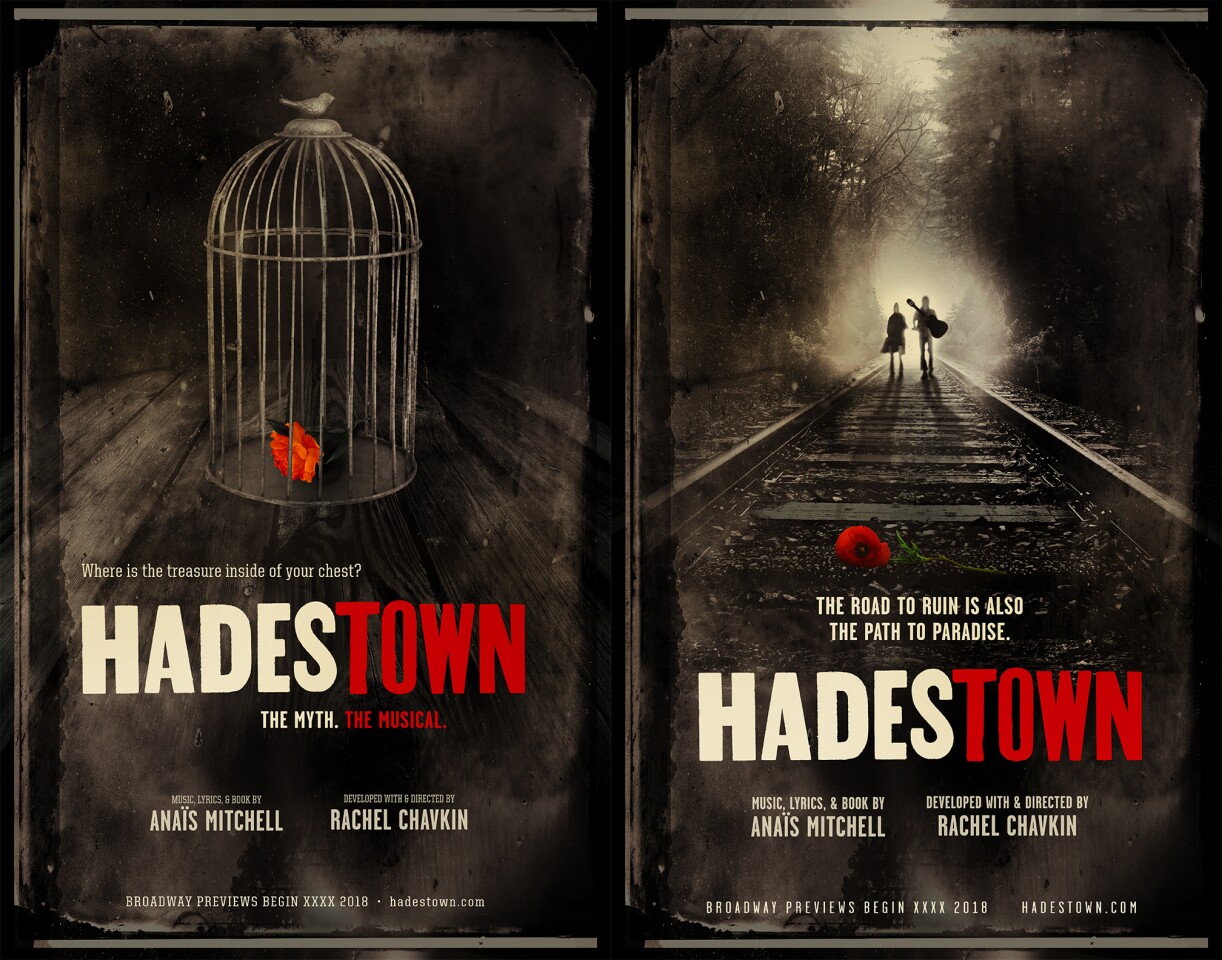 Where is the treasure inside of your chest?
HADESTOWN
THE MYTH. THE MUSICAL.
MUSIC, LYRICS, & BOOK BY
ANAÏS MITCHELL
DEVELOPED WITH & DIRECTED BY
RACHEL CHAVKIN
BROADWAY PREVIEWS BEGIN XXXX 2018 • hadestown.com
THE ROAD TO RUIN IS ALSO
THE PATH TO PARADISE.
HADESTOWN
MUSIC, LYRICS, & BOOK BY
ANAÏS MITCHELL
DEVELOPED WITH & DIRECTED BY
RACHEL CHAVKIN
BROADWAY PREVIEWS BEGIN XXXX 2018 HADESTOWN.COM